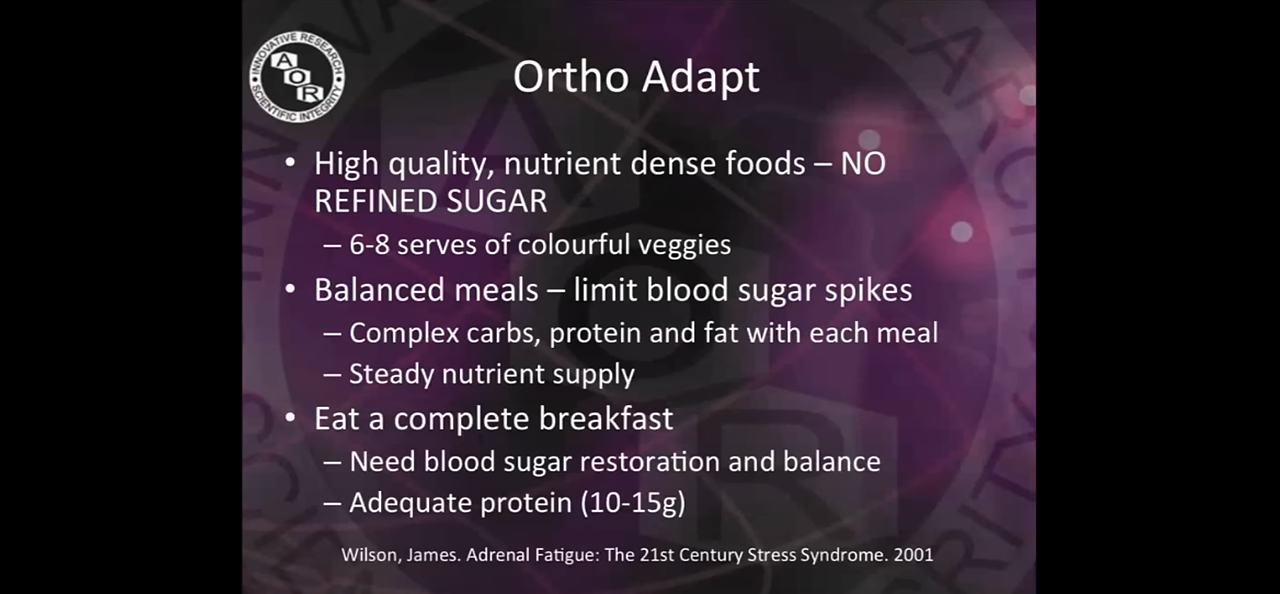 INNOVATIVE RESEARCH
AOR
SCIENTIFIC INTEGRITY
Ortho Adapt
• High quality, nutrient dense foods – NO
REFINED SUGAR
– 6-8 serves of colourful veggies
• Balanced meals – limit blood sugar spikes
– Complex carbs, protein and fat with each meal
– Steady nutrient supply
• Eat a complete breakfast
– Need blood sugar restoration and balance
– Adequate protein (10-15g)
Wilson, James. Adrenal Fatigue: The 21st Century Stress Syndrome. 2001